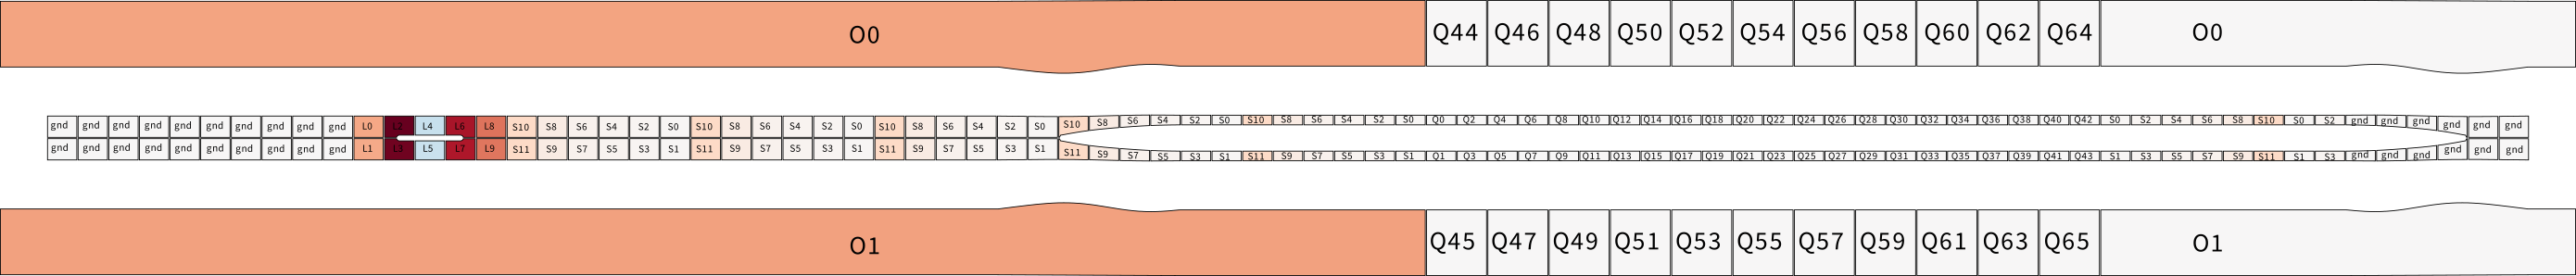 O0 Q44 Q46 Q48 Q50 Q52 Q54 Q56 Q58 Q60 Q62 Q64 O0
gnd gnd gnd gnd gnd gnd gnd gnd gnd gnd L0 L2 L4 L6 L8 S10 S8 S6 S4 S2 S0 S10 S8 S6 S4 S2 S0 S10 S8 S6 S4 S2 S0 S10 S8 S6 S4 S2 S0 S10 S8 S6 S4 S2 S0 Q0 Q2 Q4 Q6 Q8 Q10 Q12 Q14 Q16 Q18 Q20 Q22 Q24 Q26 Q28 Q30 Q32 Q34 Q36 Q38 Q40 Q42 S0 S2 S4 S6 S8 S10 S0 S2 gnd gnd gnd gnd gnd gnd
gnd gnd gnd gnd gnd gnd gnd gnd gnd gnd L1 L3 L5 L7 L9 S11 S9 S7 S5 S3 S1 S11 S9 S7 S5 S3 S1 S11 S9 S7 S5 S3 S1 S11 S9 S7 S5 S3 S1 S11 S9 S7 S5 S3 S1 Q1 Q3 Q5 Q7 Q9 Q11 Q13 Q15 Q17 Q19 Q21 Q23 Q25 Q27 Q29 Q31 Q33 Q35 Q37 Q39 Q41 Q43 S1 S3 S5 S7 S9 S11 S1 S3 gnd gnd gnd gnd gnd gnd
O1 Q45 Q47 Q49 Q51 Q53 Q55 Q57 Q59 Q61 Q63 Q65 O1